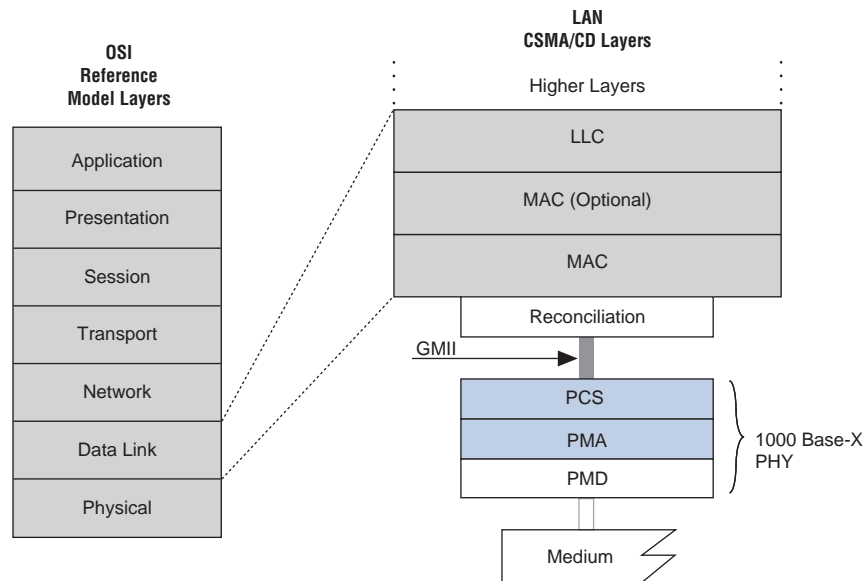 OSI
Reference
Model Layers
Application
Presentation
Session
Transport
Network
Data Link
Physical
LAN
CSMA/CD Layers
Higher Layers
LLC
MAC (Optional)
MAC
Reconciliation
GMII
PCS
PMA
PMD
1000 Base-X
PHY
Medium